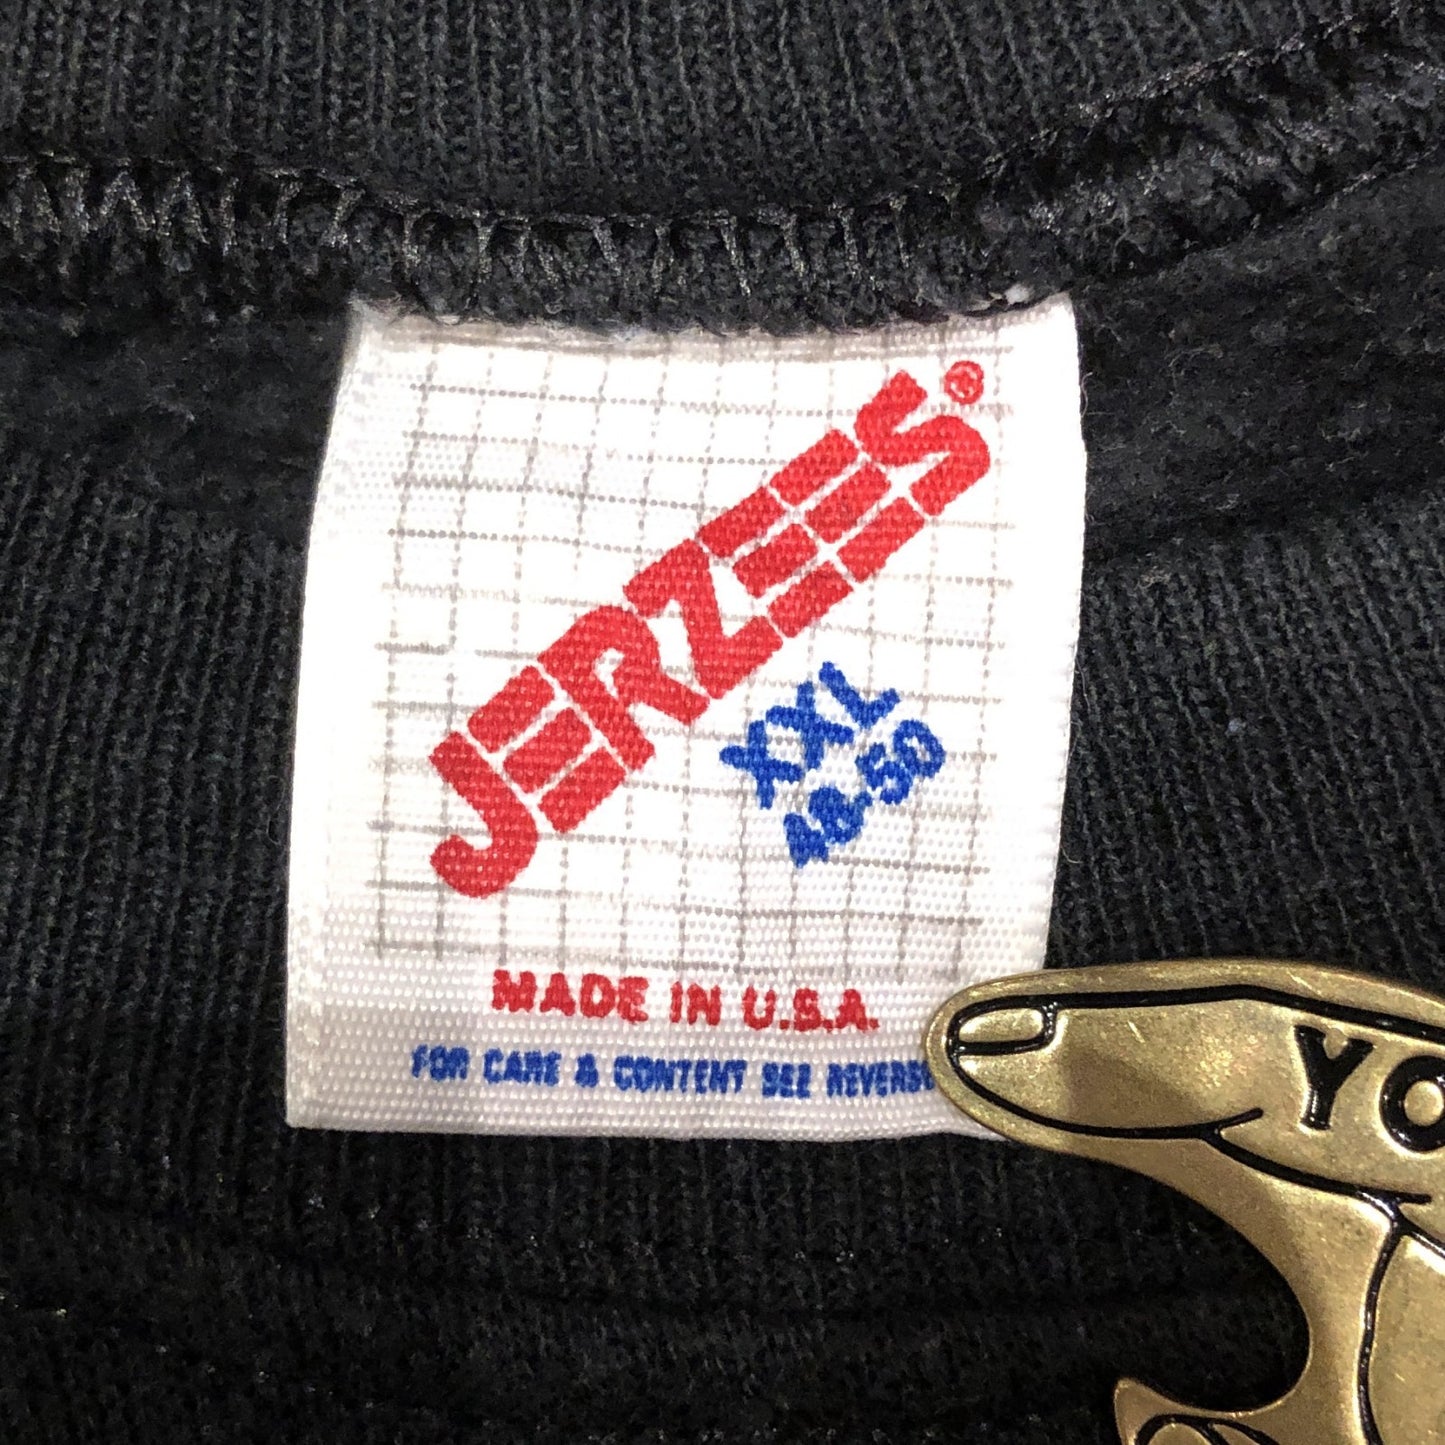 JERZEES®
XXL
48-50
MADE IN U.S.A.
FOR CARE & CONTENT SEE REVERSE
YO